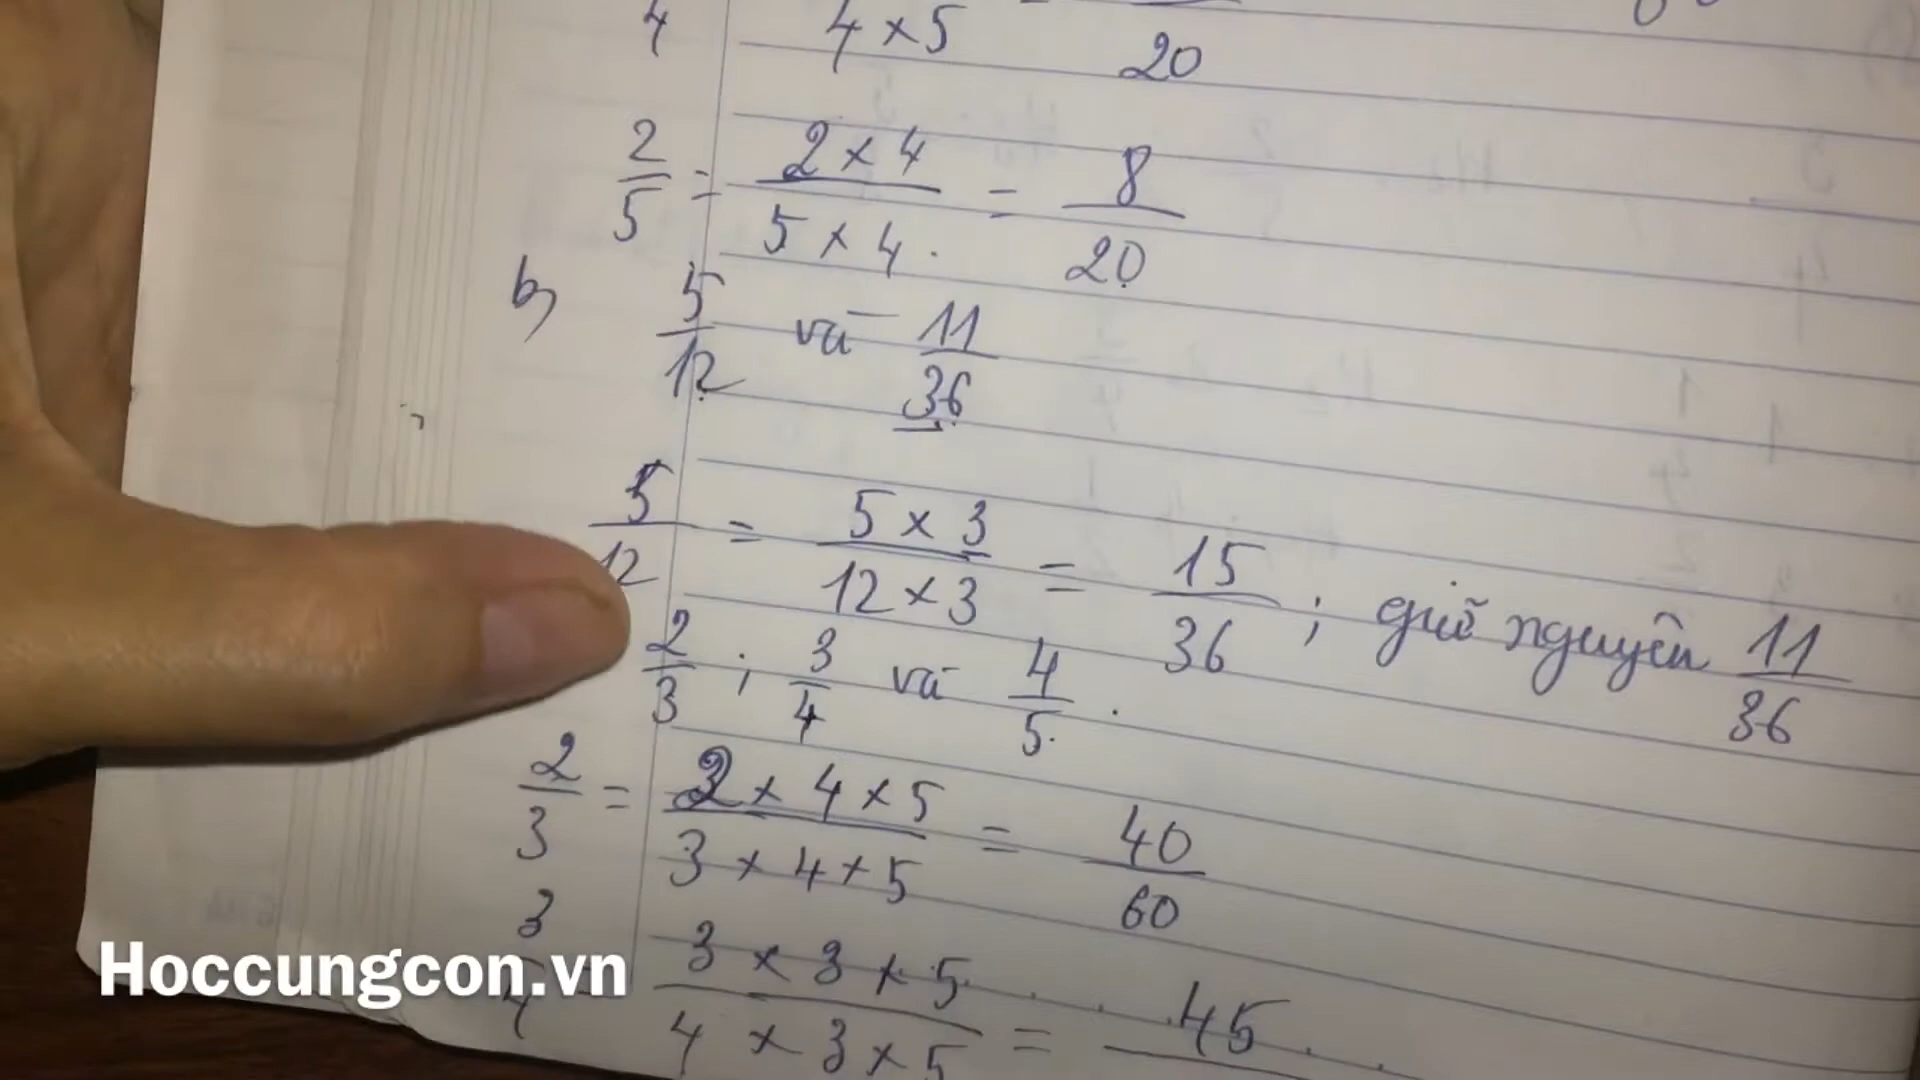 4 4 × 5 20
2/5 = 2 × 4 / 5 × 4 = 8/20
b) 5/12 và 11/36
5/12 = 5 × 3 / 12 × 3 = 15/36 ; giữ nguyên 11/36
2/3 ; 3/4 và 4/5
2/3 = 2 × 4 × 5 / 3 × 4 × 5 = 40/60
3/4 = 3 × 3 × 5 / 4 × 3 × 5 = 45
Hoccungcon.vn